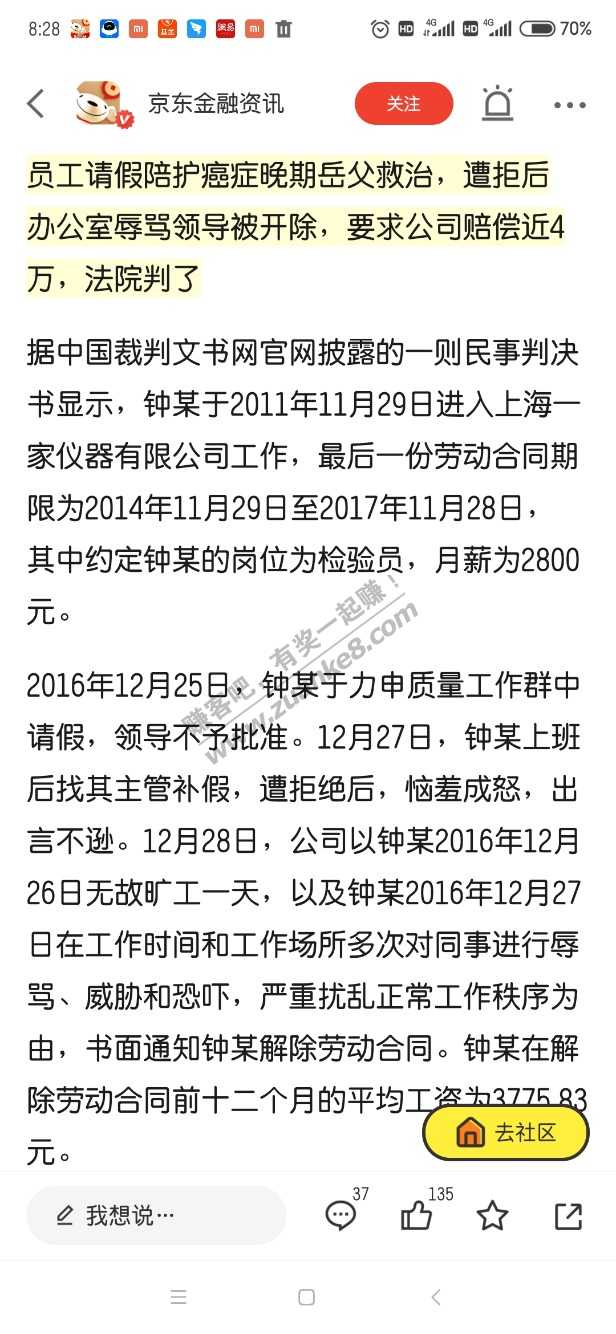 8:28
HD 4G HD 4G 70%
京东金融资讯
关注
员工请假陪护癌症晚期岳父救治，遭拒后
办公室辱骂领导被开除，要求公司赔偿近4
万，法院判了
据中国裁判文书网官网披露的一则民事判决
书显示，钟某于2011年11月29日进入上海一
家仪器有限公司工作，最后一份劳动合同期
限为2014年11月29日至2017年11月28日，
其中约定钟某的岗位为检验员，月薪为2800
元。
2016年12月25日，钟某于力申质量工作群中
请假，领导不予批准。12月27日，钟某上班
后找其主管补假，遭拒绝后，恼羞成怒，出
言不逊。12月28日，公司以钟某2016年12月
26日无故旷工一天，以及钟某2016年12月27
日在工作时间和工作场所多次对同事进行辱
骂、威胁和恐吓，严重扰乱正常工作秩序为
由，书面通知钟某解除劳动合同。钟某在解
除劳动合同前十二个月的平均工资为3775.83
元。
赚客吧，有奖一起赚！
www.zuanke8.com
去社区
我想说…
37
135